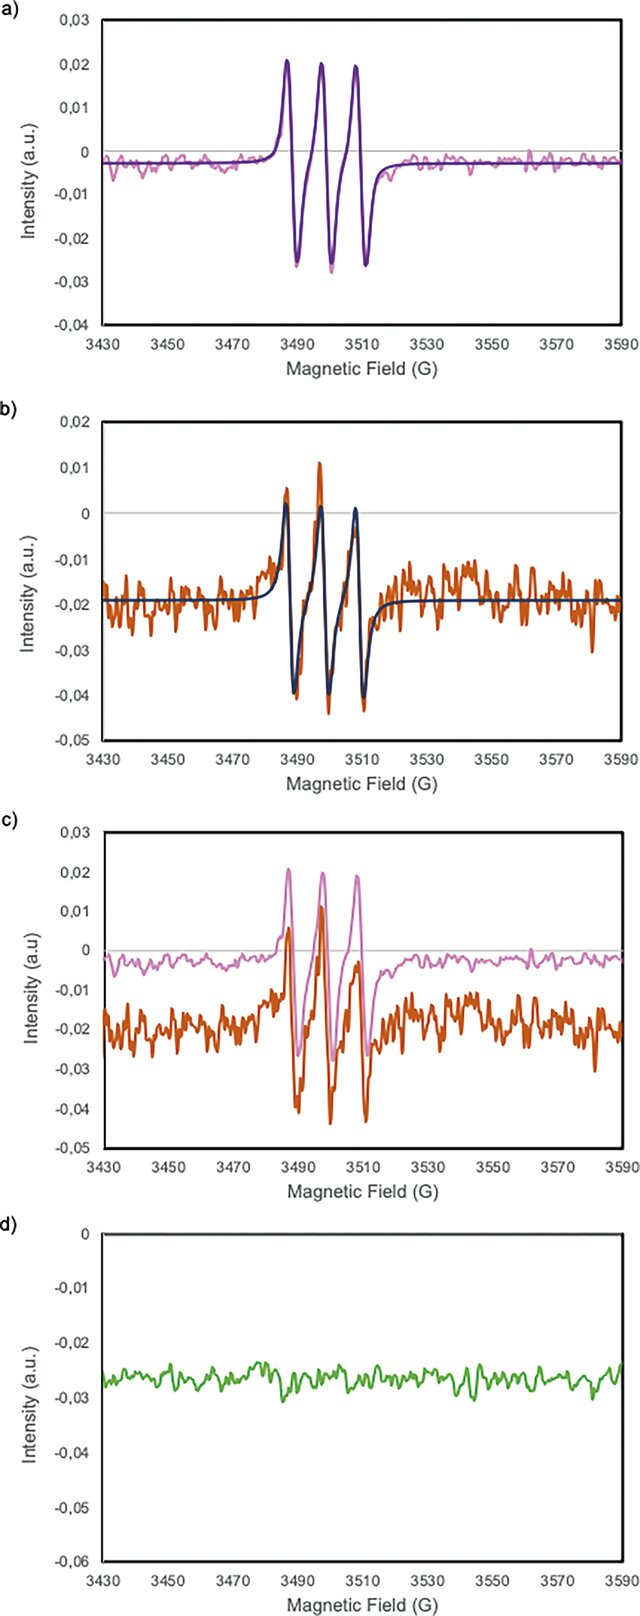 a)
0,03
0,02
0,01
0
-0,01
-0,02
-0,03
-0,04
Intensity (a.u.)
3430 3450 3470 3490 3510 3530 3550 3570 3590
Magnetic Field (G)
b)
0,02
0,01
0
-0,01
-0,02
-0,03
-0,04
-0,05
Intensity (a.u.)
3430 3450 3470 3490 3510 3530 3550 3570 3590
Magnetic Field (G)
c)
0,03
0,02
0,01
0
-0,01
-0,02
-0,03
-0,04
-0,05
Intensity (a.u)
3430 3450 3470 3490 3510 3530 3550 3570 3590
Magnetic Field (G)
d)
0
-0,01
-0,02
-0,03
-0,04
-0,05
-0,06
Intensity (a.u.)
3430 3450 3470 3490 3510 3530 3550 3570 3590
Magnetic Field (G)